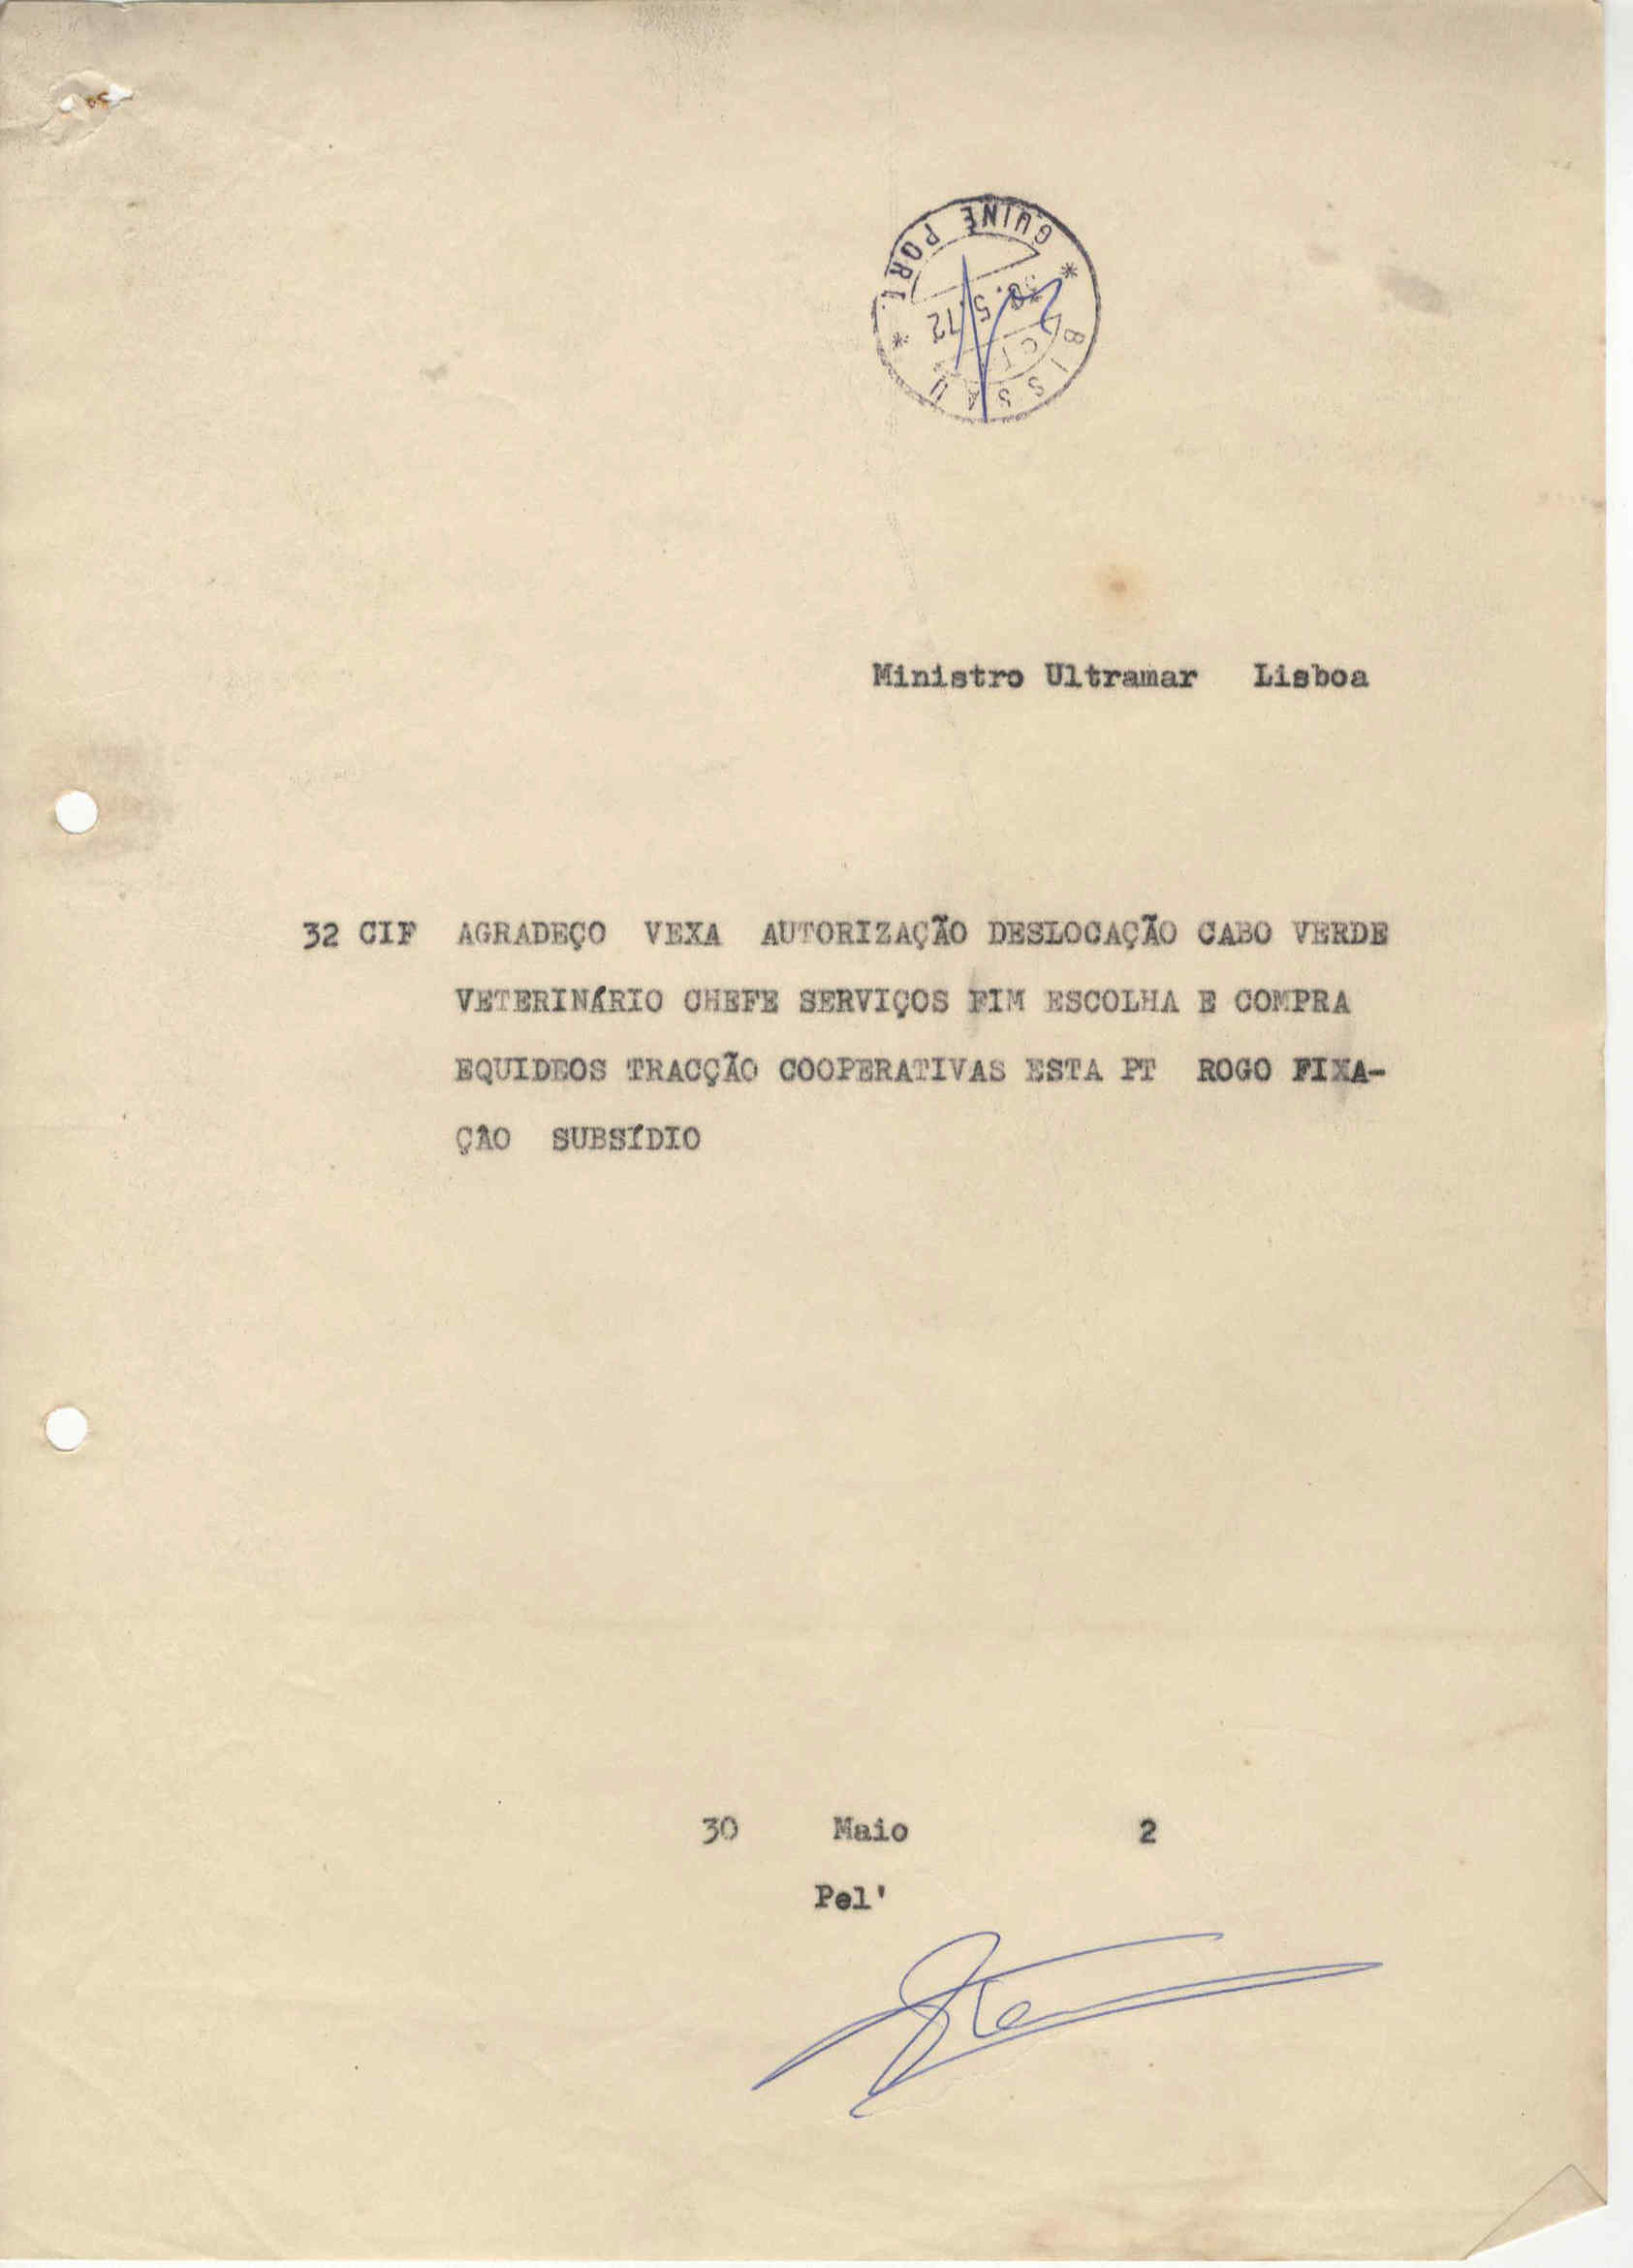 * GUINÉ PORT. *
BISSAU
CTT
30.5.72
Ministro Ultramar Lisboa
32 CIF AGRADEÇO VEXA AUTORIZAÇÃO DESLOCAÇÃO CABO VERDE
VETERINÁRIO CHEFE SERVIÇOS FIM ESCOLHA E COMPRA
EQUIDEOS TRACÇÃO COOPERATIVAS ESTA PT ROGO FIXA-
ÇÃO SUBSÍDIO
30 Maio 2
Pel'